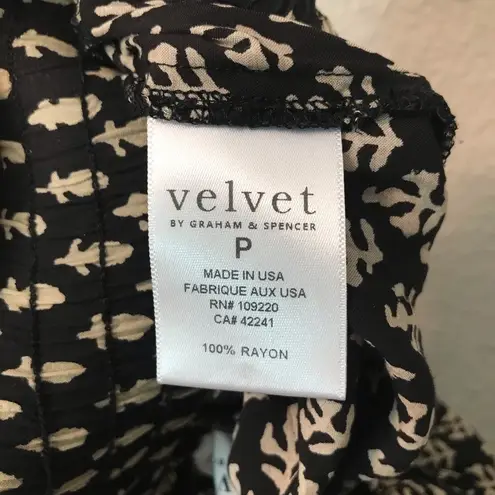 velvet
BY GRAHAM & SPENCER
P
MADE IN USA
FABRIQUE AUX USA
RN# 109220
CA# 42241
100% RAYON